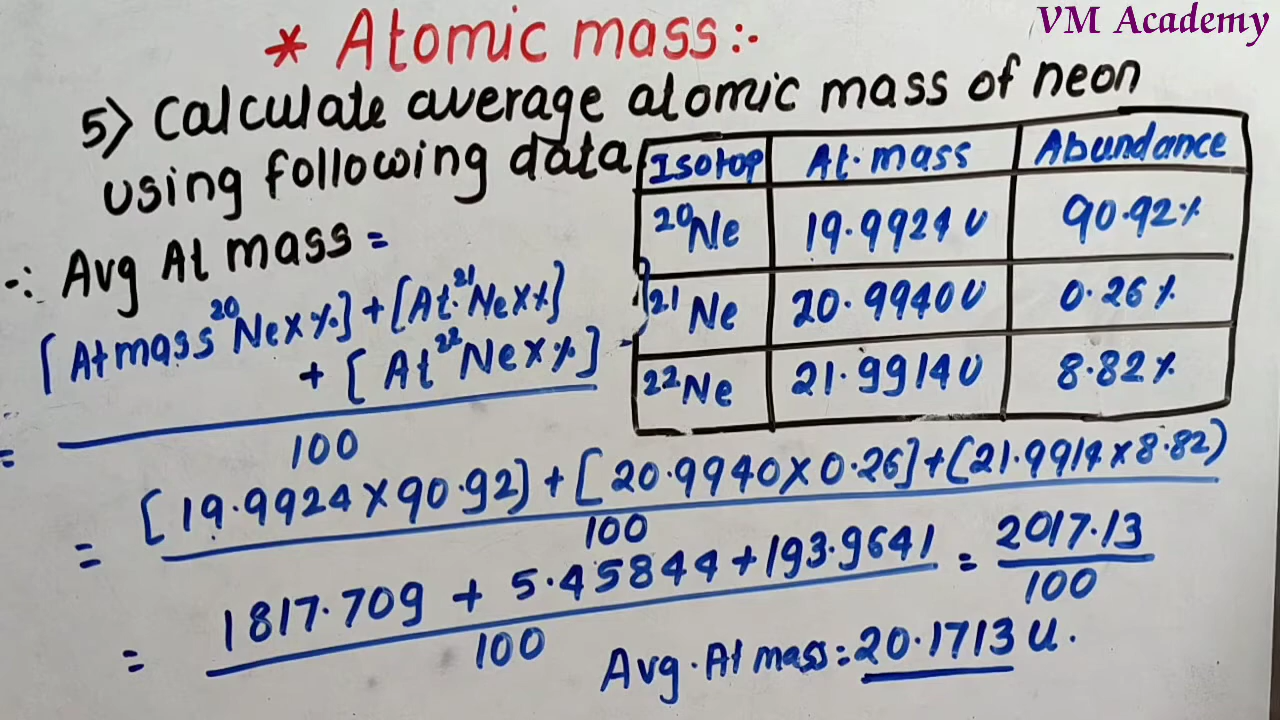 VM Academy
* Atomic mass:-
5) Calculate average atomic mass of neon
using following data
Isotop At. mass Abundance
²⁰Ne 19.9924 U 90.92%
²¹Ne 20.9940 U 0.26%
²²Ne 21.9914 U 8.82%
∴ Avg At mass =
[At mass ²⁰Ne x %] + [At. ²¹Ne x %]
+ [At ²²Ne x %]
=
100
= [19.9924 x 90.92] + [20.9940 x 0.26] + (21.9914 x 8.82)
100
= 1817.709 + 5.45844 + 193.9641 = 2017.13
100 100
Avg. At mass = 20.1713 u.